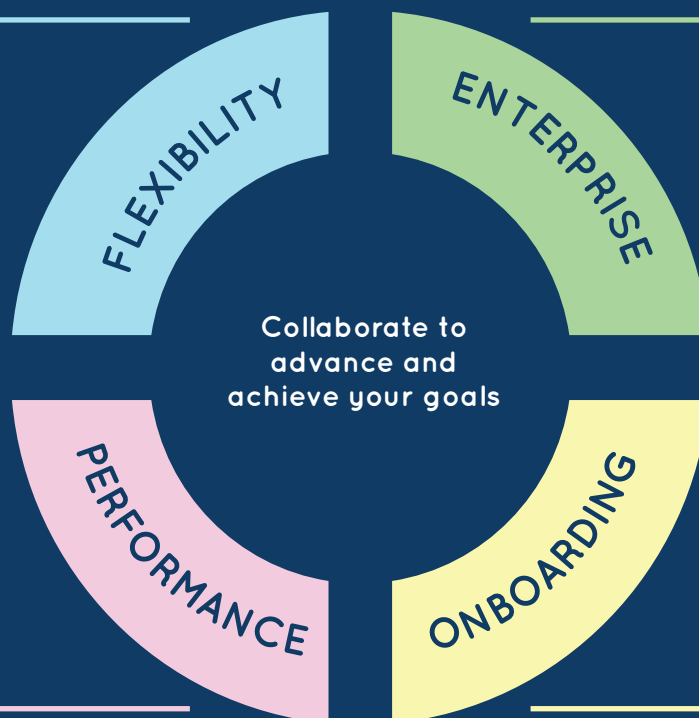 FLEXIBILITY
ENTERPRISE
Collaborate to
advance and
achieve your goals
PERFORMANCE
ONBOARDING